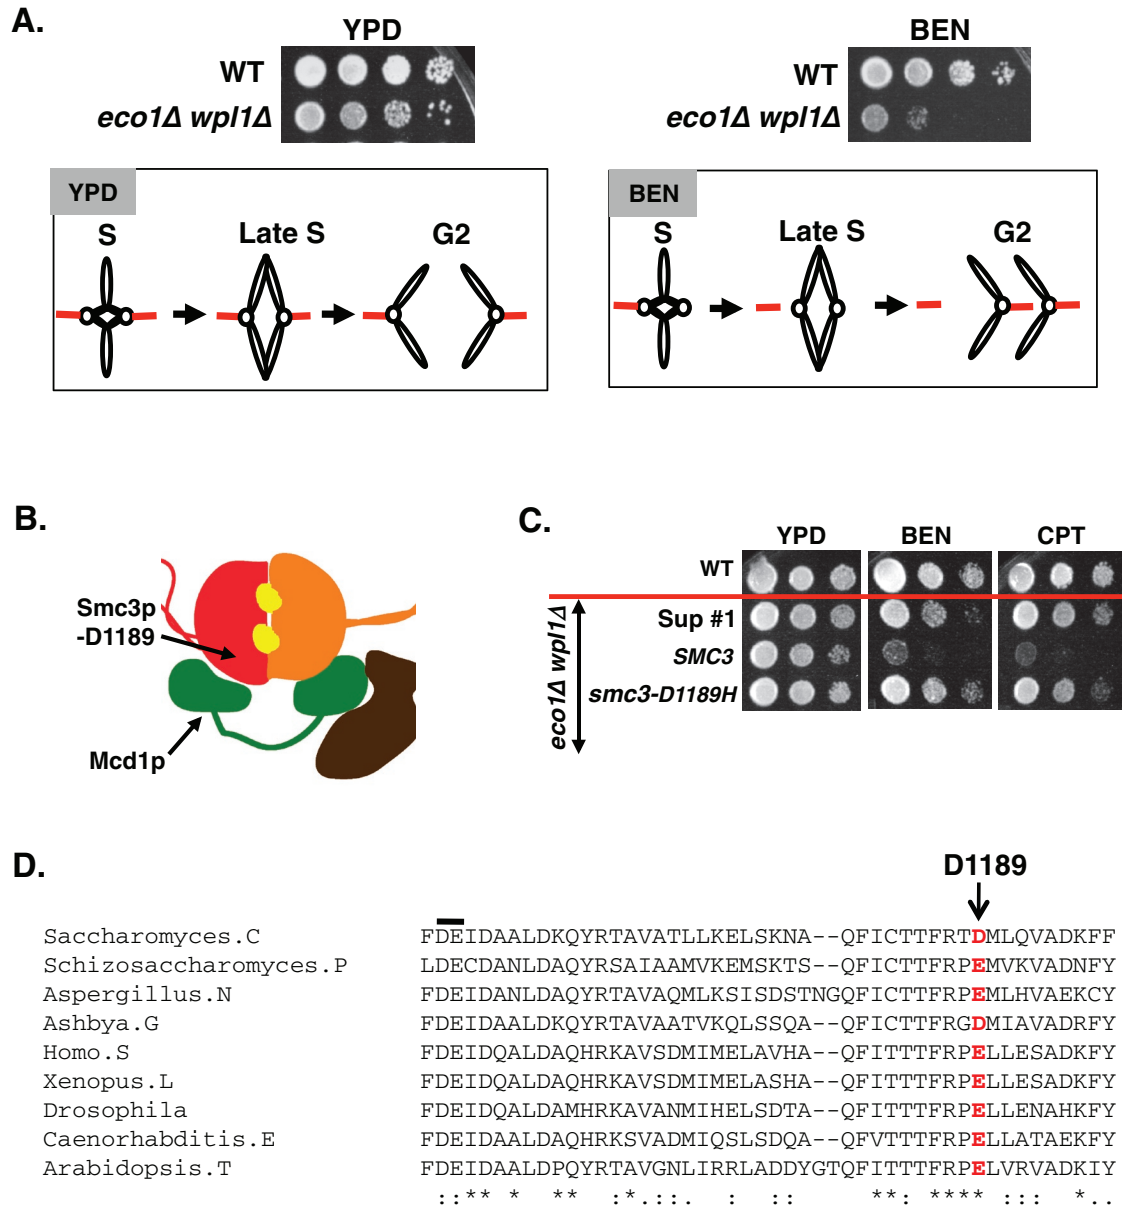 A.
YPD
BEN
WT
eco1Δ wpl1Δ
WT
eco1Δ wpl1Δ
YPD
S
Late S
G2
BEN
S
Late S
G2
B.
Smc3p
-D1189
Mcd1p
C.
YPD
BEN
CPT
WT
Sup #1
SMC3
smc3-D1189H
eco1Δ wpl1Δ
D.
D1189
Saccharomyces.C FDEIDAALDKQYRTAVATLLKELSKNA--QFICTTFRTDMLQVADKFF
Schizosaccharomyces.P LDECDANLDAQYRSAIAAMVKEMSKTS--QFICTTFRPEMVKVADNFY
Aspergillus.N FDEIDANLDAQYRTAVAQMLKSISDSTNGQFICTTFRPEMLHVAEKCY
Ashbya.G FDEIDAALDKQYRTAVAATVKQLSSQA--QFICTTFRGDMIAVADRFY
Homo.S FDEIDQALDAQHRKAVSDMIMELAVHA--QFITTTFRPELLESADKFY
Xenopus.L FDEIDQALDAQHRKAVSDMIMELASHA--QFITTTFRPELLESADKFY
Drosophila FDEIDQALDAMHRKAVANMIHELSDTA--QFITTTFRPELLENAHKFY
Caenorhabditis.E FDEIDAALDAQHRKSVADMIQSLSDQA--QFVTTTFRPELLATAEKFY
Arabidopsis.T FDEIDAALDPQYRTAVGNLIRRLADDYGTQFITTTFRPELVRVADKIY
::** * ** :*.::. : :: **: **** ::: *..